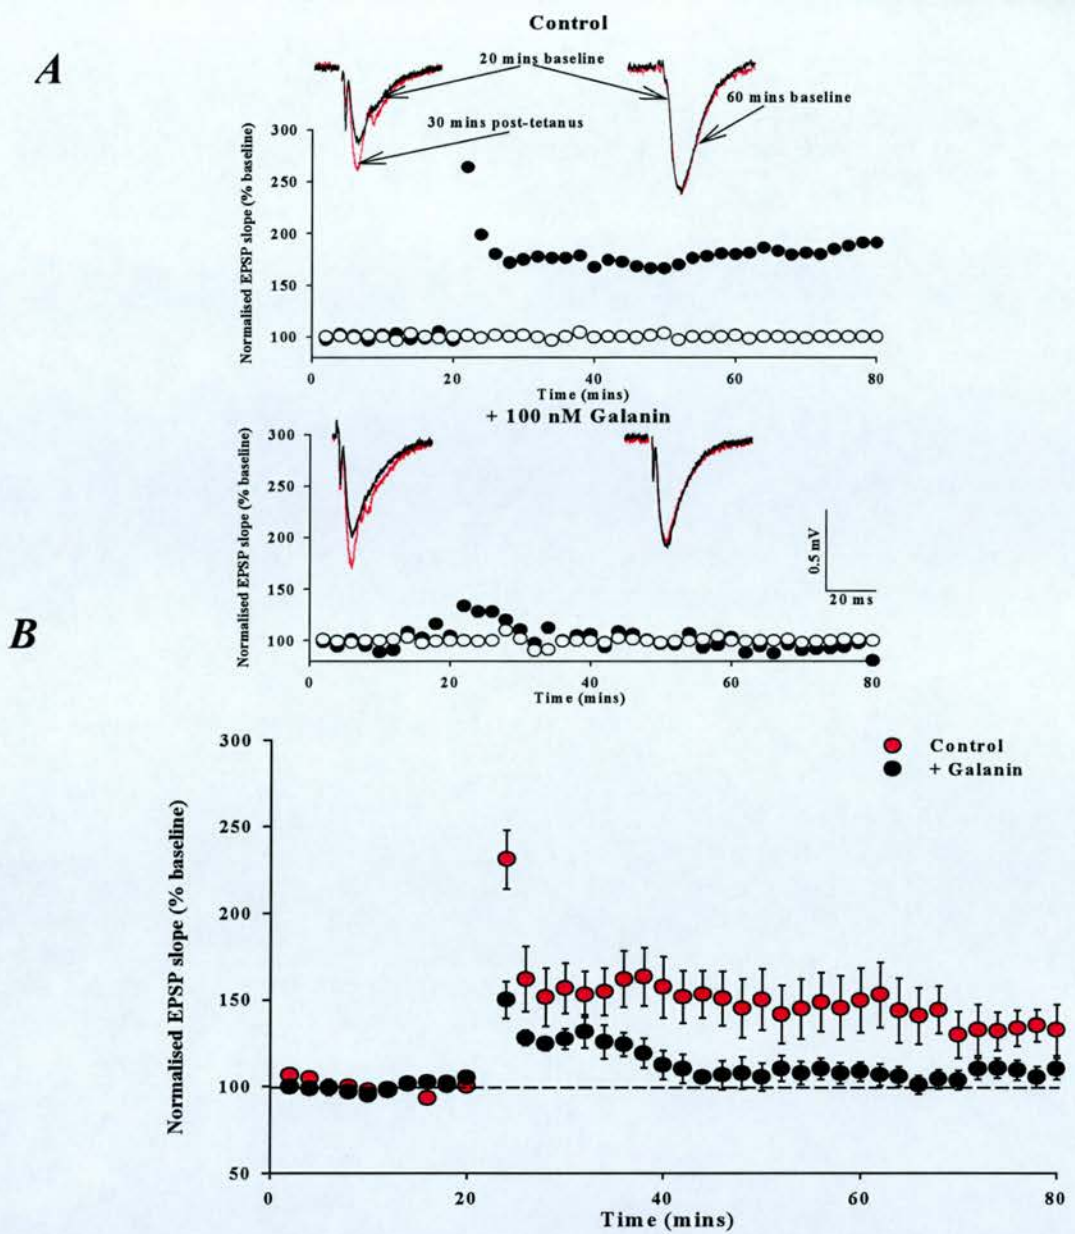 Control
A
20 mins baseline
60 mins baseline
30 mins post-tetanus
Normalised EPSP slope (% baseline)
300
250
200
150
100
0 20 40 60 80
Time (mins)
+ 100 nM Galanin
Normalised EPSP slope (% baseline)
300
250
200
150
100
0.5 mV
20 ms
0 20 40 60 80
Time (mins)
B
Normalised EPSP slope (% baseline)
300
250
200
150
100
50
Control
+ Galanin
0 20 40 60 80
Time (mins)